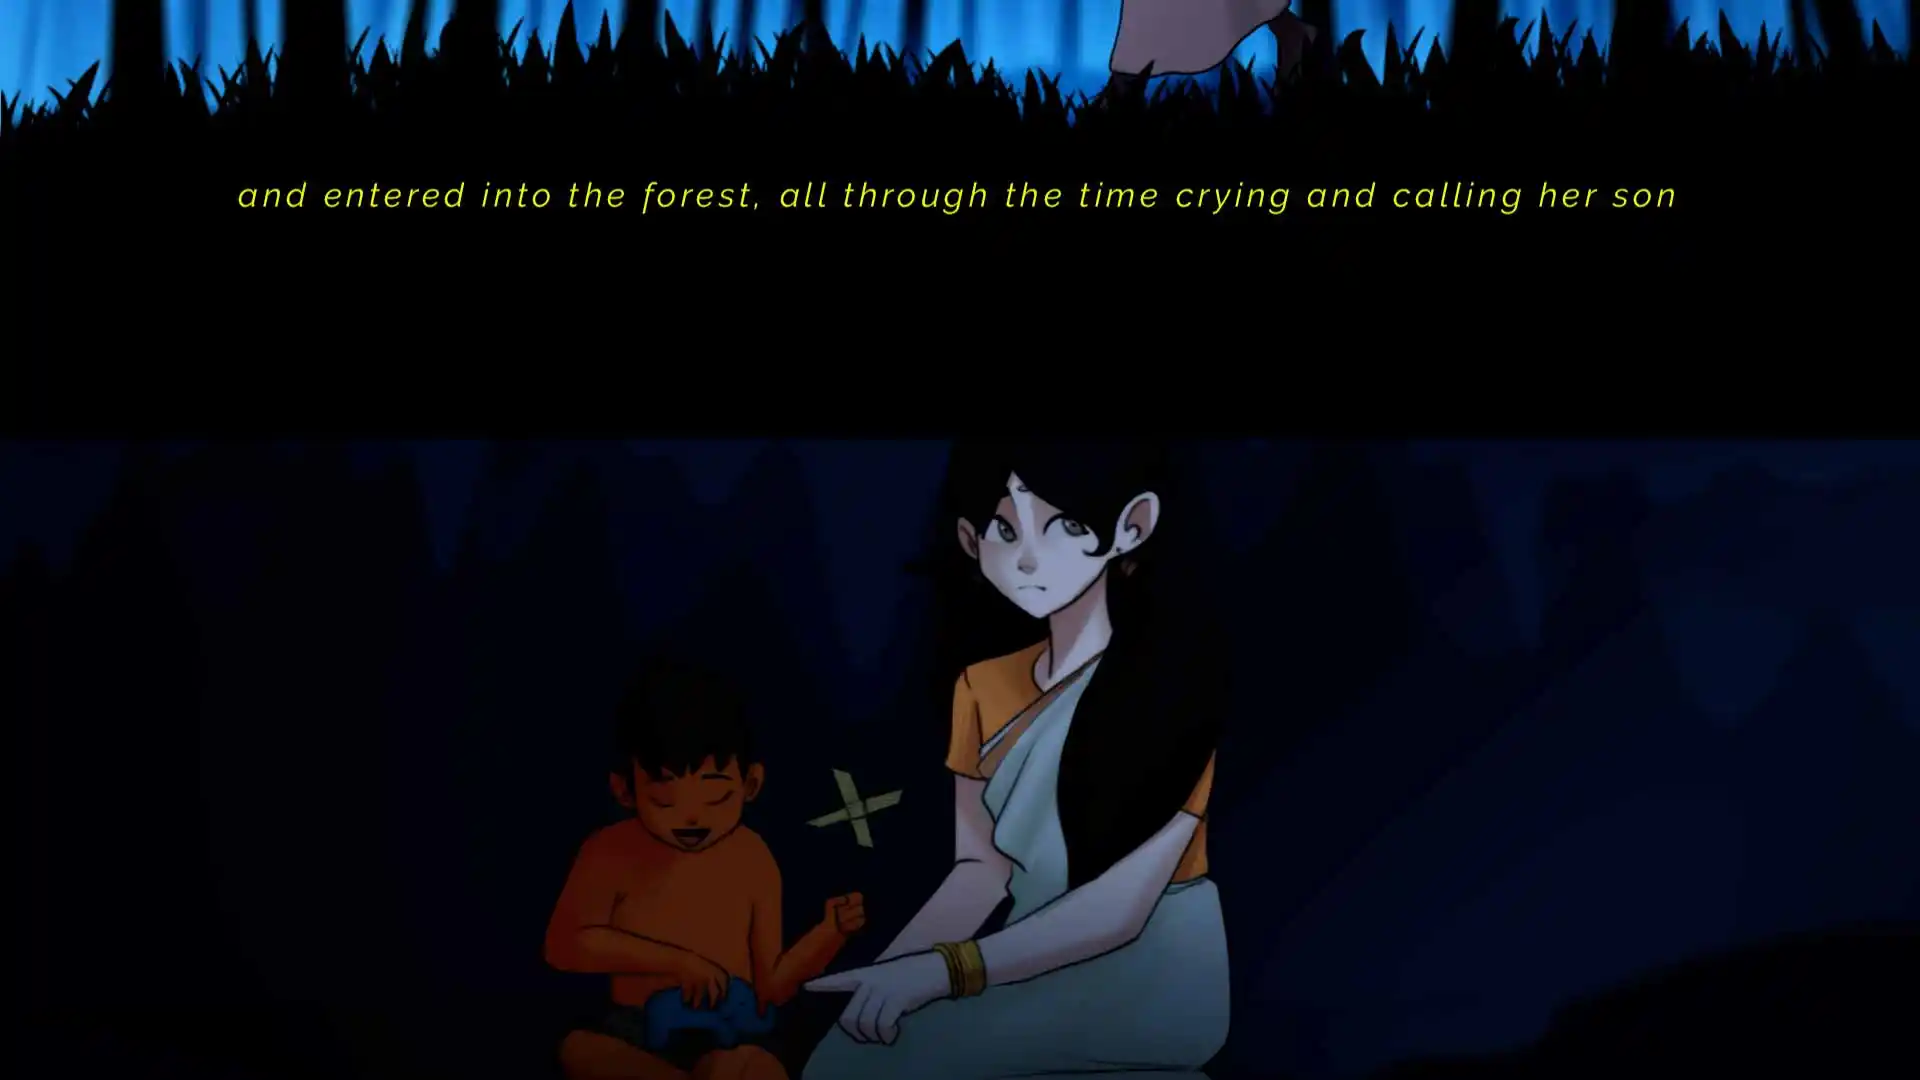 and entered into the forest, all through the time crying and calling her son